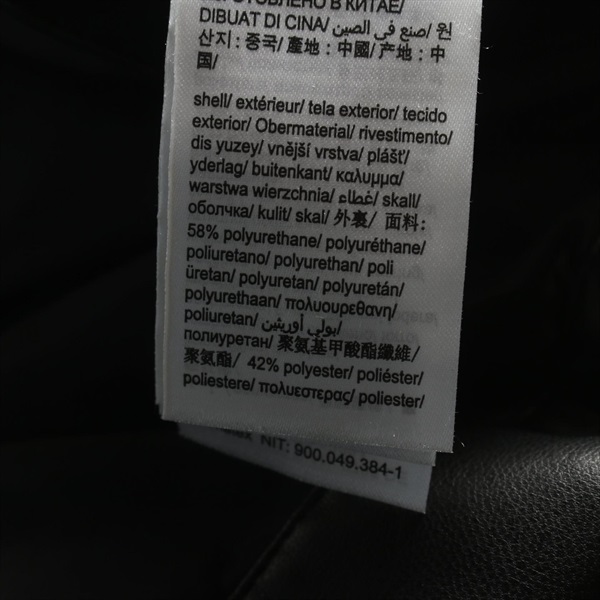 ИЗГОТОВЛЕНО В КИТАЕ/
DIBUAT DI CINA/ صنع في الصين/ 원
산지: 중국/ 產地: 中國/ 产地: 中
国/
shell/ extérieur/ tela exterior/ tecido
exterior/ Obermaterial/ rivestimento/
dis yuzey/ vnější vrstva/ plášť/
yderlag/ buitenkant/ καλυμμα/
warstwa wierzchnia/ غطاء/ skall/
оболчка/ kulit/ skal/ 外裏/ 面料:
58% polyurethane/ polyuréthane/
poliuretano/ polyurethan/ poli
üretan/ polyuretan/ polyuretán/
polyurethaan/ πολυουρεθανη/
poliuretan/ بولي أوريثين/
полиуретан/ 聚氨基甲酸酯纖維/
聚氨酯/ 42% polyester/ poliéster/
poliestere/ πολυεστερας/ poliester/
NIT: 900.049.384-1